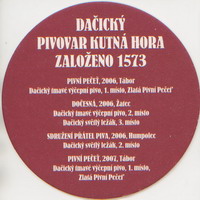 DAČICKÝ
PIVOVAR KUTNÁ HORA
ZALOŽENO 1573
PIVNÍ PEČEŤ, 2006, Tábor
Dačický tmavé výčepní pivo, 1. místo, Zlatá Pivní Pečeť
DOČESNÁ, 2006, Žatec
Dačický tmavé výčepní pivo, 2. místo
Dačický světlý ležák, 3. místo
SDRUŽENÍ PŘÁTEL PIVA, 2006, Humpolec
Dačický světlý ležák, 2. místo
PIVNÍ PEČEŤ, 2007, Tábor
Dačický tmavé výčepní pivo, 1. místo,
Zlatá Pivní Pečeť